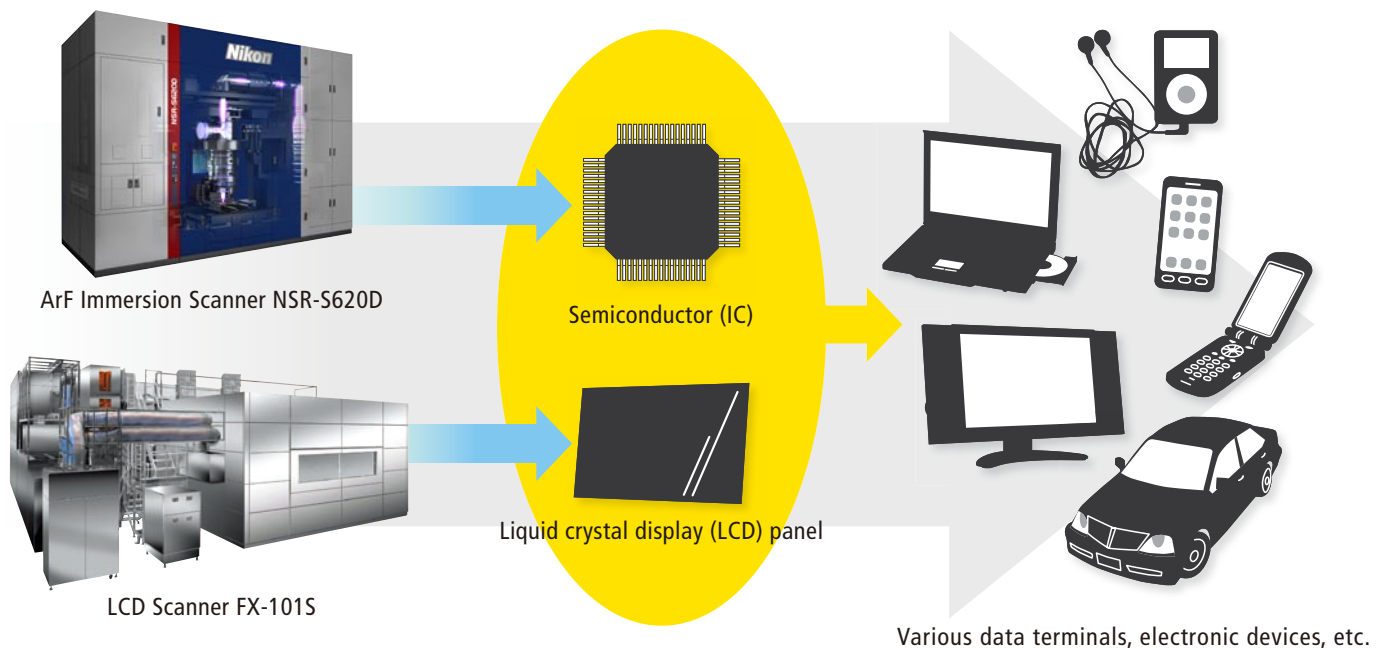 Nikon
NSR-S620D
ArF Immersion Scanner NSR-S620D
Semiconductor (IC)
Liquid crystal display (LCD) panel
LCD Scanner FX-101S
Various data terminals, electronic devices, etc.